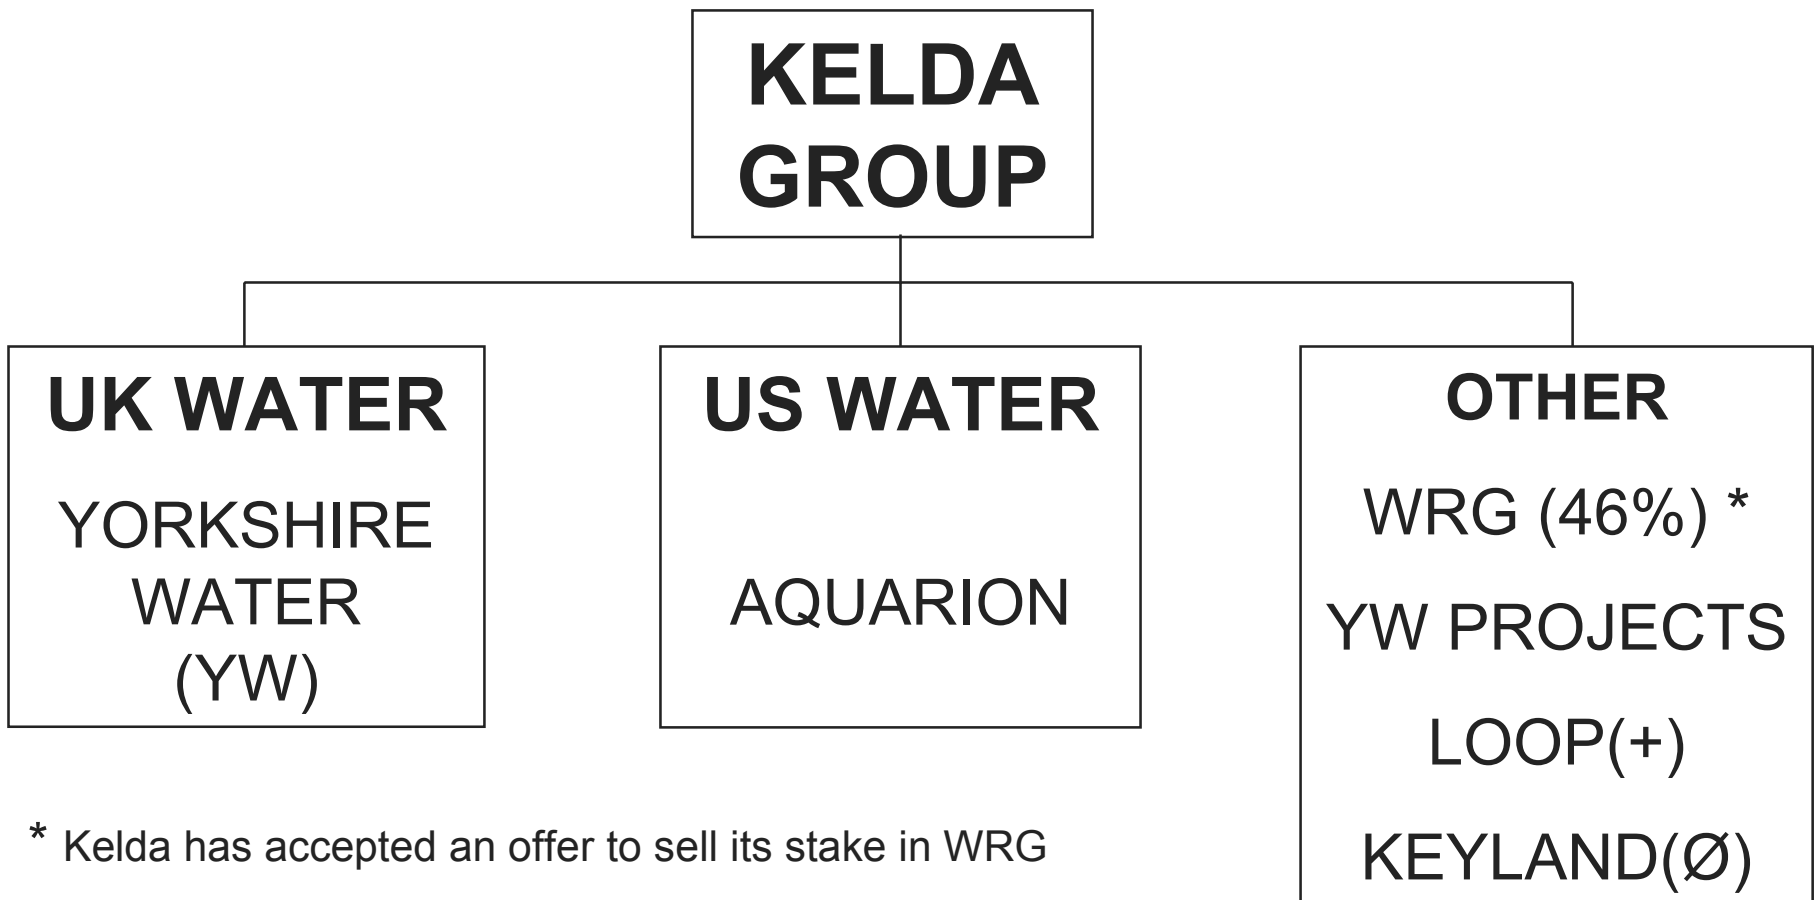 KELDA
GROUP
UK WATER
YORKSHIRE
WATER
(YW)
US WATER
AQUARION
OTHER
WRG (46%) *
YW PROJECTS
LOOP(+)
KEYLAND(Ø)
* Kelda has accepted an offer to sell its stake in WRG